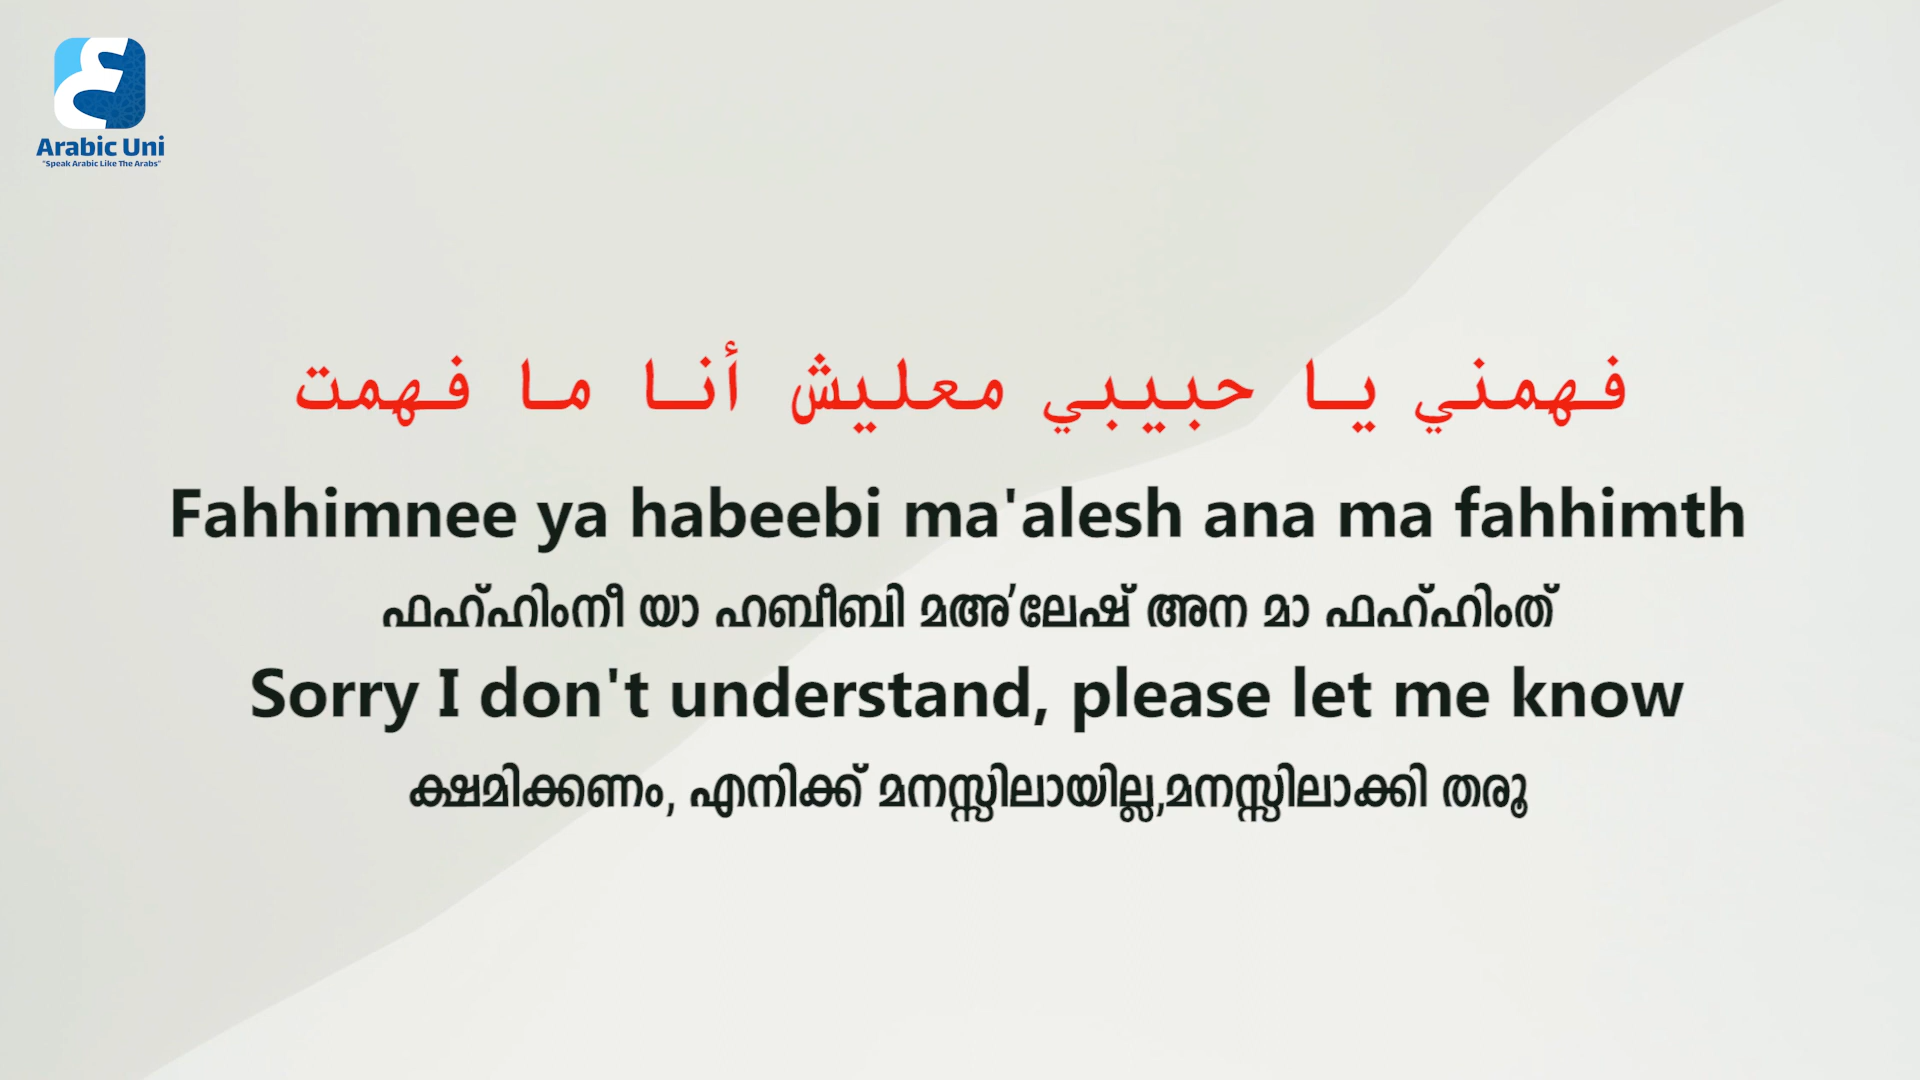 Arabic Uni
"Speak Arabic Like The Arabs"
فهمني يا حبيبي معليش أنا ما فهمت
Fahhimnee ya habeebi ma'alesh ana ma fahhimth
ഫഹ്ഹിംനീ യാ ഹബീബി മഅ'ലേഷ് അന മാ ഫഹ്ഹിംത്
Sorry I don't understand, please let me know
ക്ഷമിക്കണം, എനിക്ക് മനസ്സിലായില്ല,മനസ്സിലാക്കി തരൂ